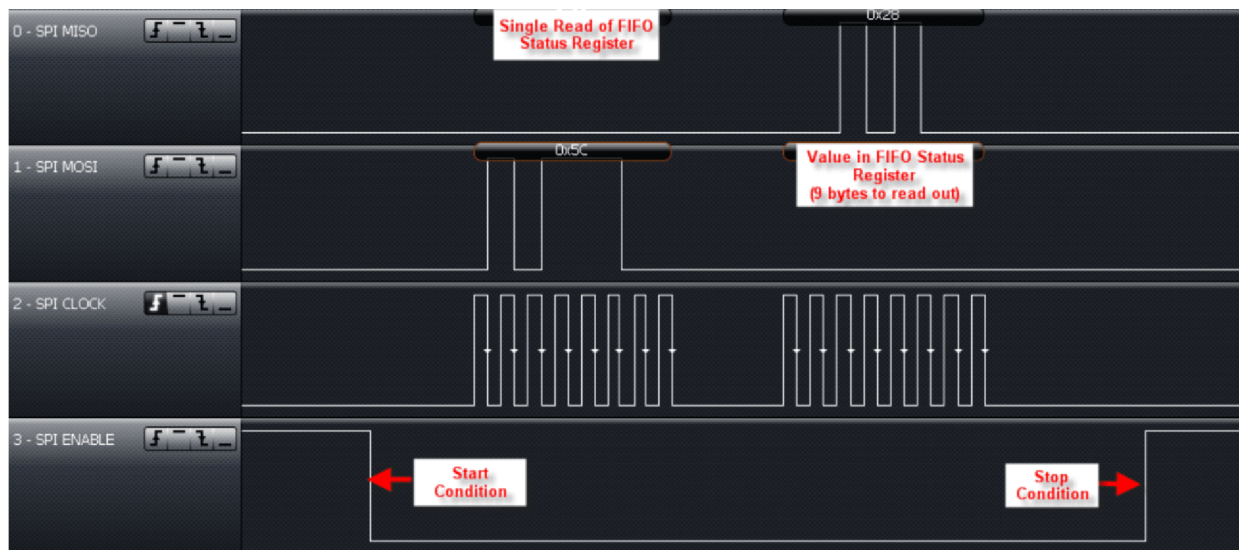 0 - SPI MISO
Single Read of FIFO
Status Register
0x28
1 - SPI MOSI
0x5C
Value in FIFO Status
Register
(9 bytes to read out)
2 - SPI CLOCK
3 - SPI ENABLE
Start
Condition
Stop
Condition